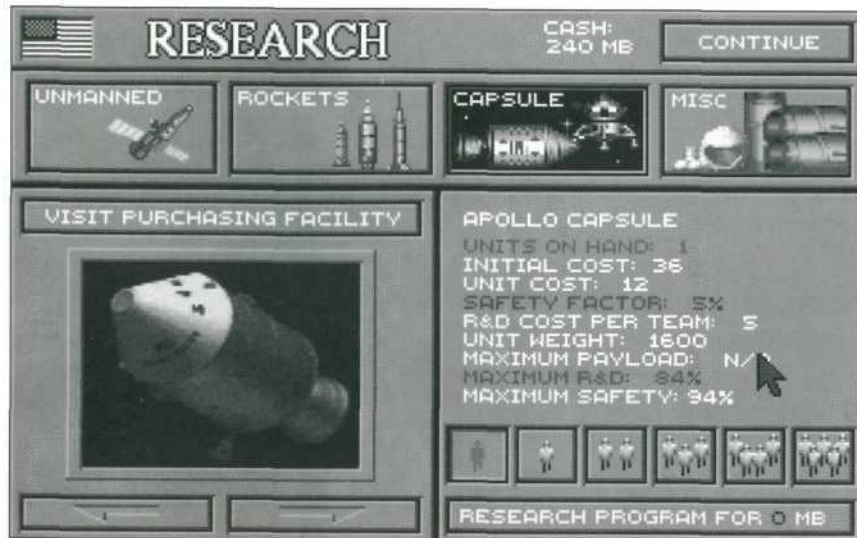 RESEARCH
CASH:
240 MB
CONTINUE
UNMANNED
ROCKETS
CAPSULE
MISC
VISIT PURCHASING FACILITY
APOLLO CAPSULE
UNITS ON HAND: 1
INITIAL COST: 36
UNIT COST: 12
SAFETY FACTOR: 5%
R&D COST PER TEAM: 5
UNIT WEIGHT: 1600
MAXIMUM PAYLOAD:
MAXIMUM R&D: 84%
MAXIMUM SAFETY: 94%
RESEARCH PROGRAM FOR 0 MB